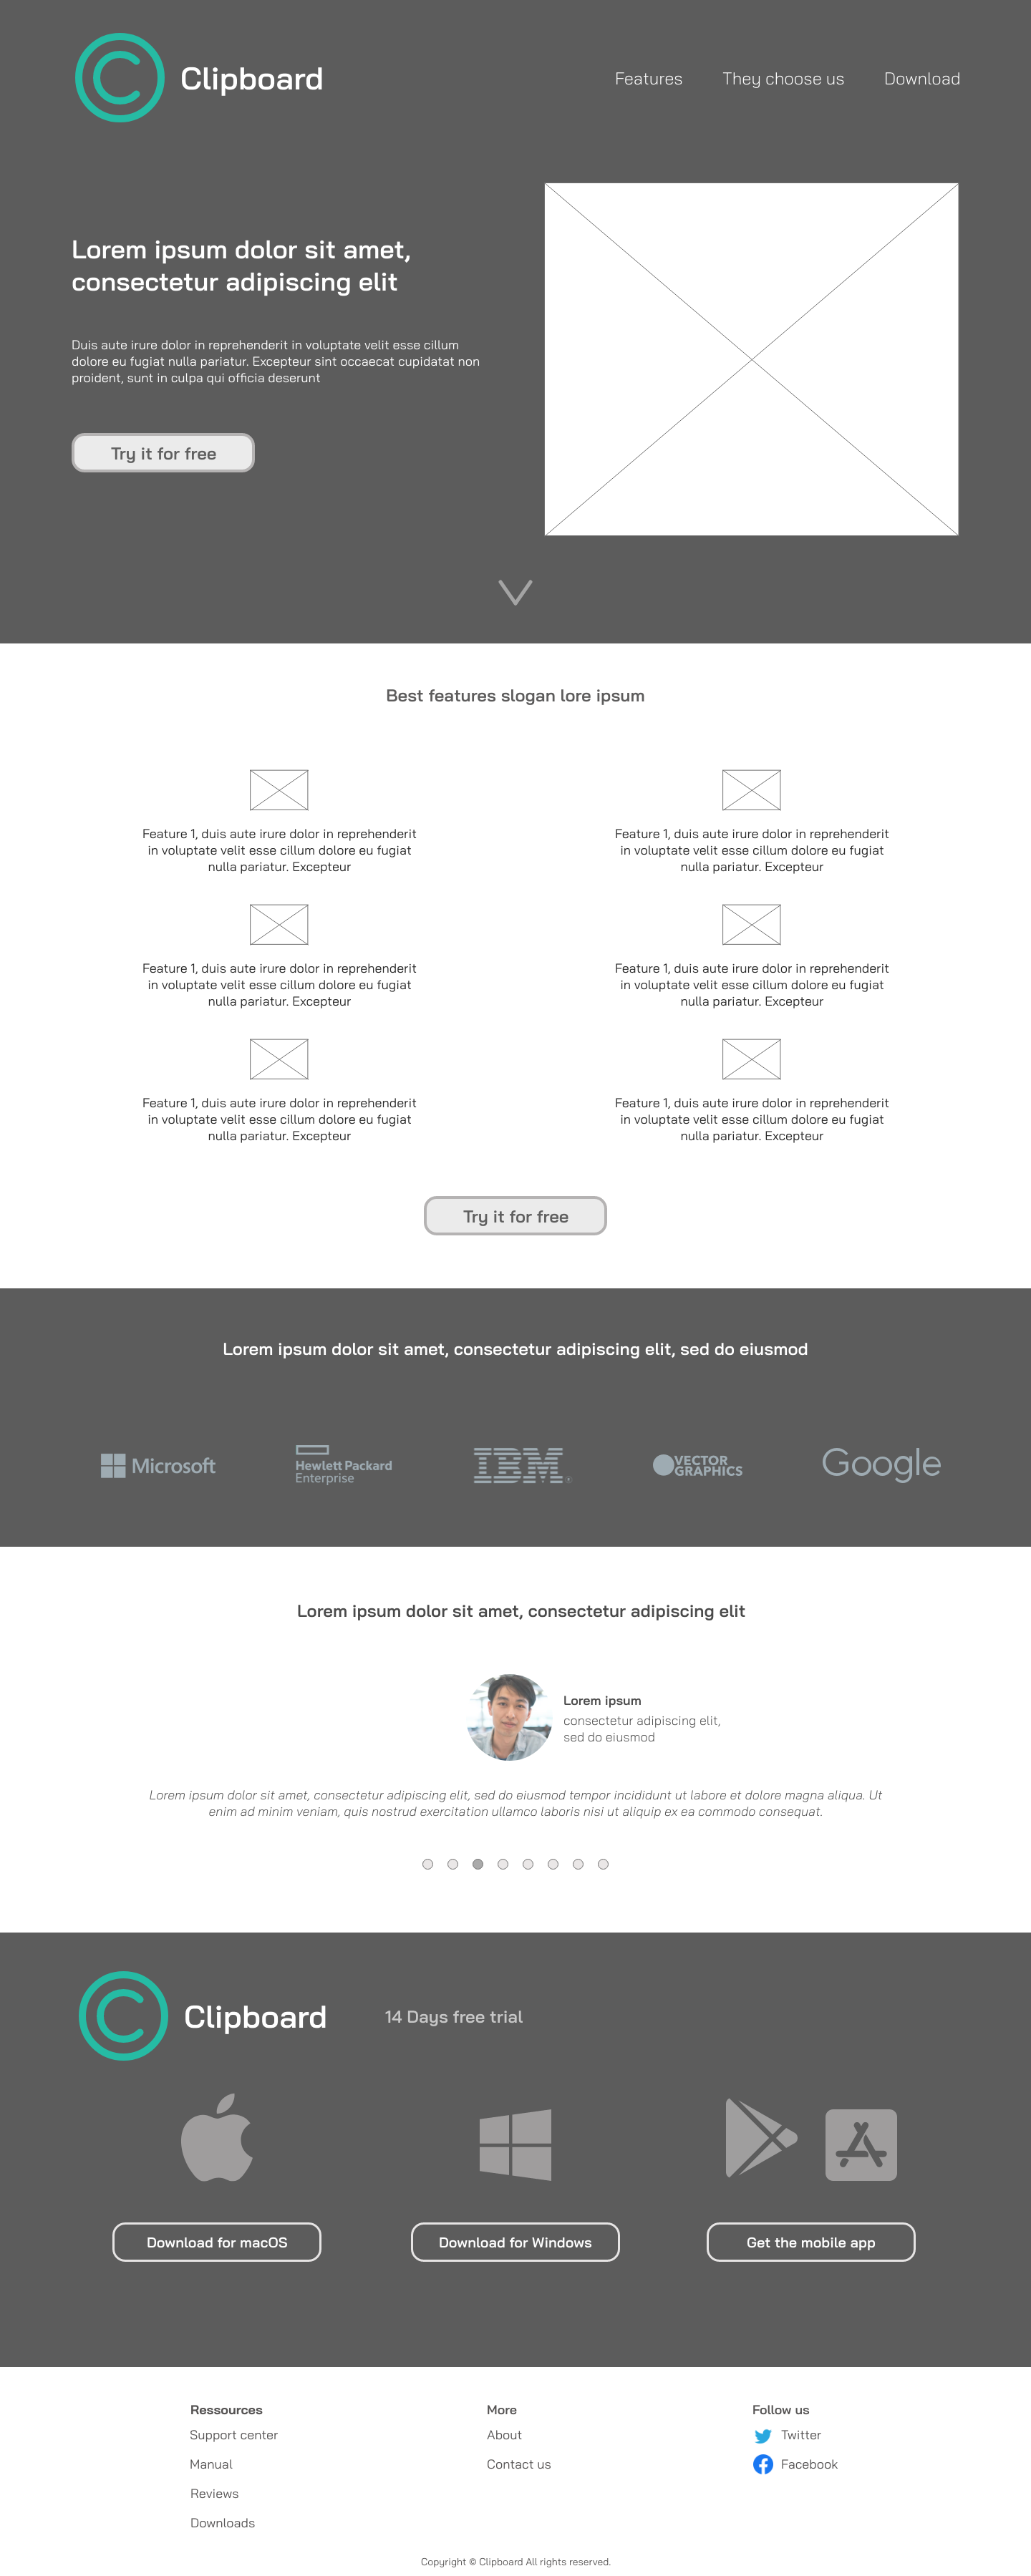 Clipboard
Features
They choose us
Download
Lorem ipsum dolor sit amet,
consectetur adipiscing elit
Duis aute irure dolor in reprehenderit in voluptate velit esse cillum
dolore eu fugiat nulla pariatur. Excepteur sint occaecat cupidatat non
proident, sunt in culpa qui officia deserunt
Try it for free
Best features slogan lore ipsum
Feature 1, duis aute irure dolor in reprehenderit
in voluptate velit esse cillum dolore eu fugiat
nulla pariatur. Excepteur
Feature 1, duis aute irure dolor in reprehenderit
in voluptate velit esse cillum dolore eu fugiat
nulla pariatur. Excepteur
Feature 1, duis aute irure dolor in reprehenderit
in voluptate velit esse cillum dolore eu fugiat
nulla pariatur. Excepteur
Feature 1, duis aute irure dolor in reprehenderit
in voluptate velit esse cillum dolore eu fugiat
nulla pariatur. Excepteur
Feature 1, duis aute irure dolor in reprehenderit
in voluptate velit esse cillum dolore eu fugiat
nulla pariatur. Excepteur
Feature 1, duis aute irure dolor in reprehenderit
in voluptate velit esse cillum dolore eu fugiat
nulla pariatur. Excepteur
Try it for free
Lorem ipsum dolor sit amet, consectetur adipiscing elit, sed do eiusmod
Microsoft
Hewlett Packard
Enterprise
IBM
VECTOR
GRAPHICS
Google
Lorem ipsum dolor sit amet, consectetur adipiscing elit
Lorem ipsum
consectetur adipiscing elit,
sed do eiusmod
Lorem ipsum dolor sit amet, consectetur adipiscing elit, sed do eiusmod tempor incididunt ut labore et dolore magna aliqua. Ut
enim ad minim veniam, quis nostrud exercitation ullamco laboris nisi ut aliquip ex ea commodo consequat.
Clipboard
14 Days free trial
Download for macOS
Download for Windows
Get the mobile app
Ressources
Support center
Manual
Reviews
Downloads
More
About
Contact us
Follow us
Twitter
Facebook
Copyright © Clipboard All rights reserved.